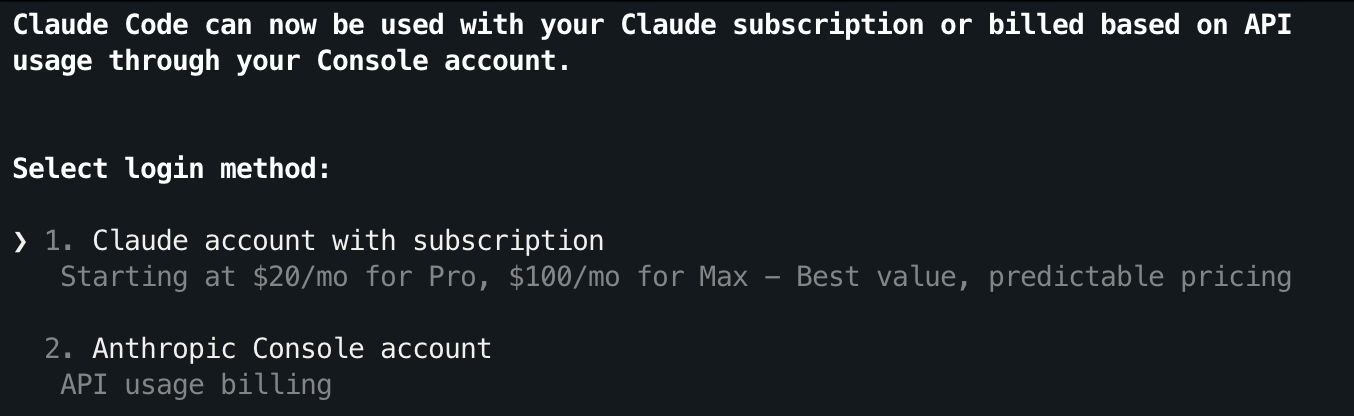 Claude Code can now be used with your Claude subscription or billed based on API
usage through your Console account.
Select login method:
❯ 1. Claude account with subscription
Starting at $20/mo for Pro, $100/mo for Max – Best value, predictable pricing
2. Anthropic Console account
API usage billing